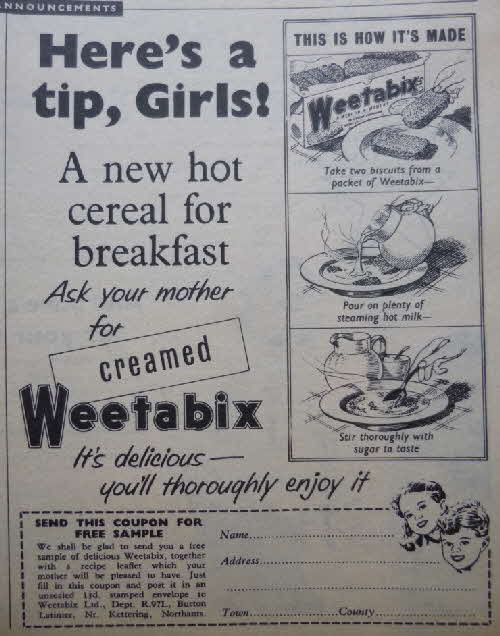 ANNOUNCEMENTS
Here's a
tip, Girls!
A new hot
cereal for
breakfast
Ask your mother
for
creamed
Weetabix
It's delicious—
you'll thoroughly enjoy it
THIS IS HOW IT'S MADE
Weetabix
Take two biscuits from a
packet of Weetabix—
Pour on plenty of
steaming hot milk—
Stir thoroughly with
sugar to taste
SEND THIS COUPON FOR
FREE SAMPLE
We shall be glad to send you a free
sample of delicious Weetabix, together
with a recipe leaflet which your
mother will be pleased to have. Just
fill in this coupon and post it in an
unsealed 1½d. stamped envelope to
Weetabix Ltd., Dept. R.97L, Burton
Latimer, Nr. Kettering, Northants.
Name
Address
Town County